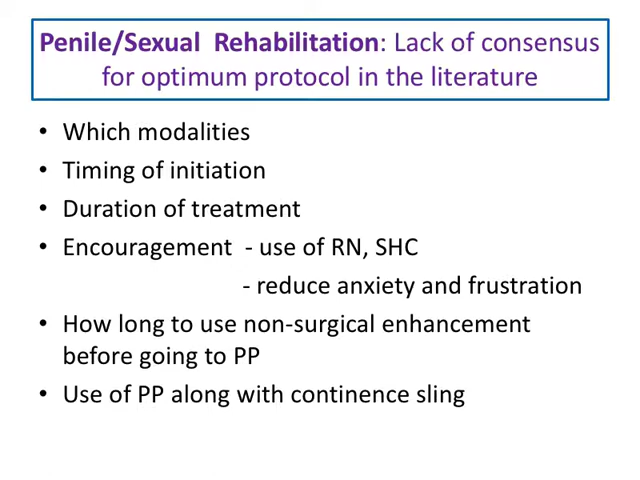 Penile/Sexual Rehabilitation: Lack of consensus
for optimum protocol in the literature
• Which modalities
• Timing of initiation
• Duration of treatment
• Encouragement - use of RN, SHC
- reduce anxiety and frustration
• How long to use non-surgical enhancement
before going to PP
• Use of PP along with continence sling